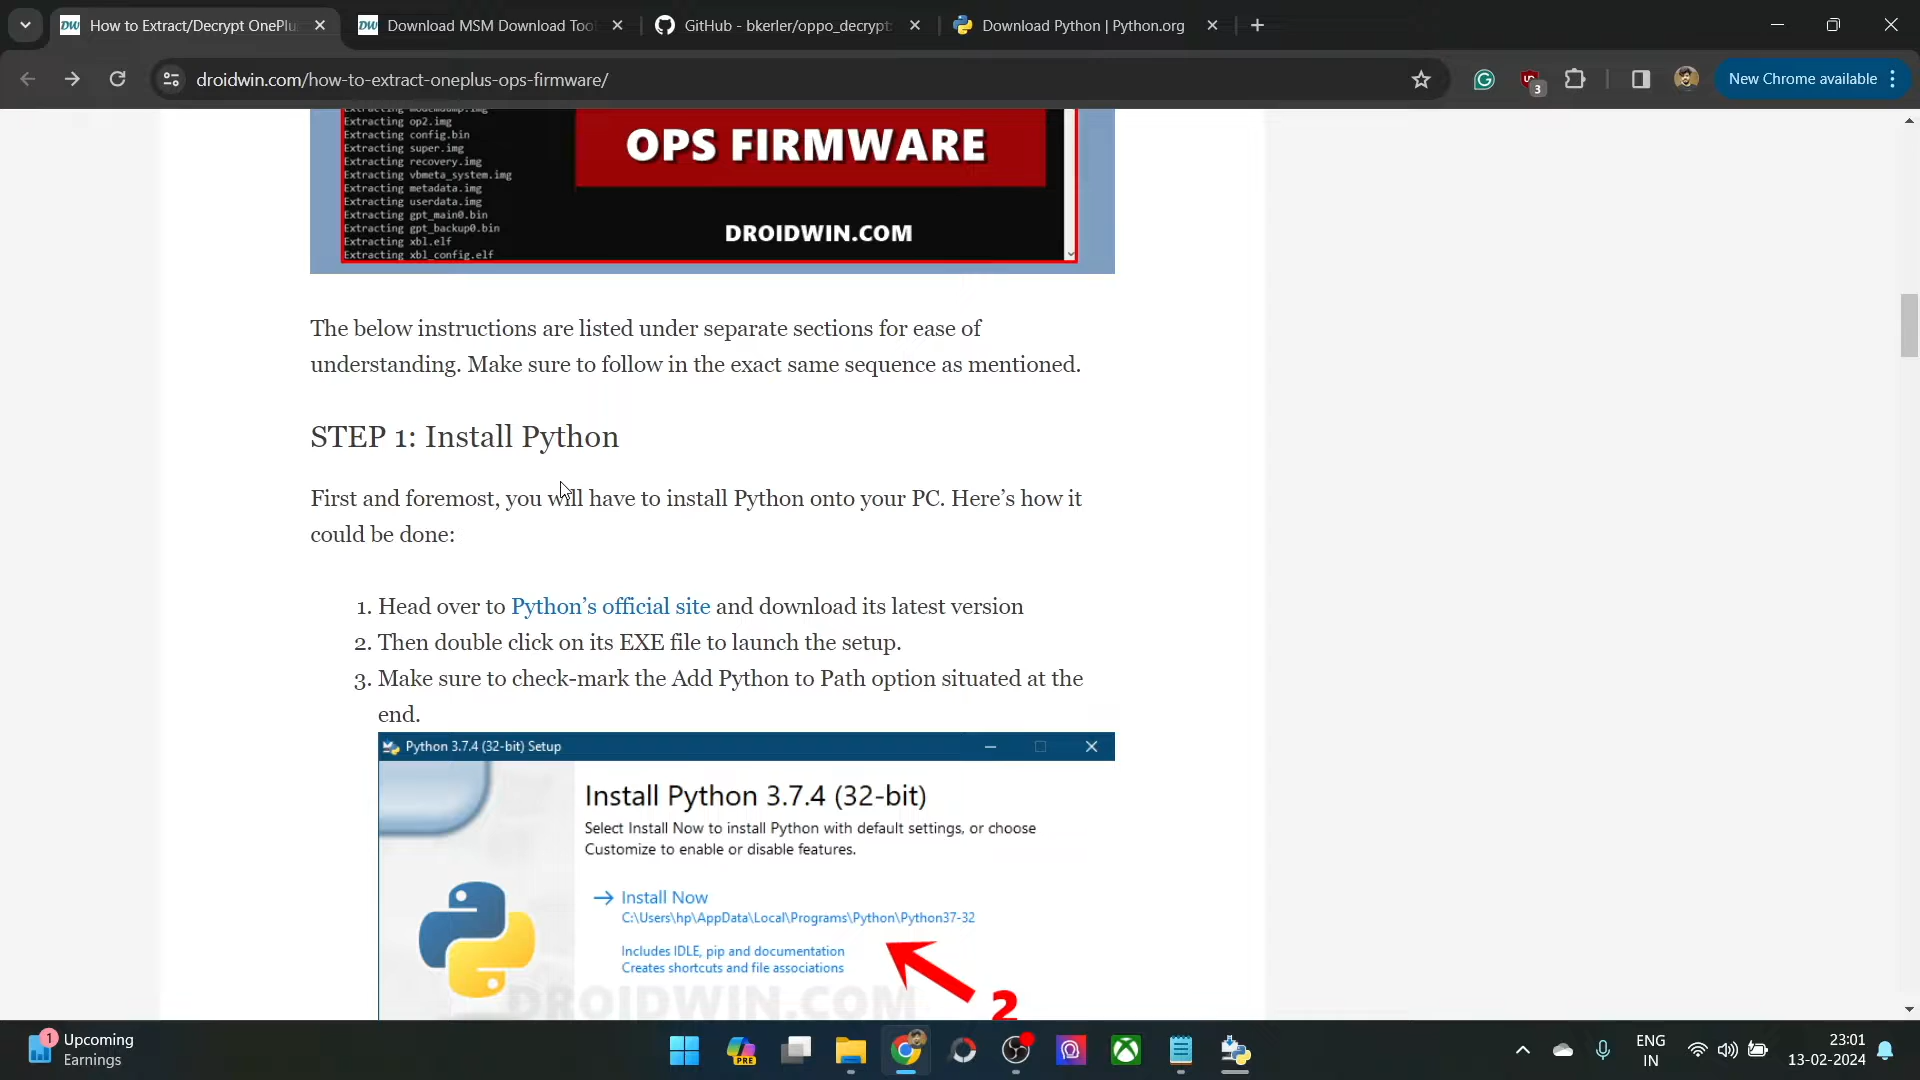 How to Extract/Decrypt OnePlu
Download MSM Download Too
GitHub - bkerler/oppo_decrypt
Download Python | Python.org
droidwin.com/how-to-extract-oneplus-ops-firmware/
3
New Chrome available
Extracting modemdump.img
Extracting op2.img
Extracting config.bin
Extracting super.img
Extracting recovery.img
Extracting vbmeta_system.img
Extracting metadata.img
Extracting userdata.img
Extracting gpt_main0.bin
Extracting gpt_backup0.bin
Extracting xbl.elf
Extracting xbl_config.elf
OPS FIRMWARE
DROIDWIN.COM
The below instructions are listed under separate sections for ease of
understanding. Make sure to follow in the exact same sequence as mentioned.
STEP 1: Install Python
First and foremost, you will have to install Python onto your PC. Here’s how it
could be done:
1. Head over to Python’s official site and download its latest version
2. Then double click on its EXE file to launch the setup.
3. Make sure to check-mark the Add Python to Path option situated at the
end.
Python 3.7.4 (32-bit) Setup
Install Python 3.7.4 (32-bit)
Select Install Now to install Python with default settings, or choose
Customize to enable or disable features.
Install Now
C:\Users\hp\AppData\Local\Programs\Python\Python37-32
Includes IDLE, pip and documentation
Creates shortcuts and file associations
DROIDWIN.COM
2
1
Upcoming
Earnings
PRE
ENG
IN
23:01
13-02-2024